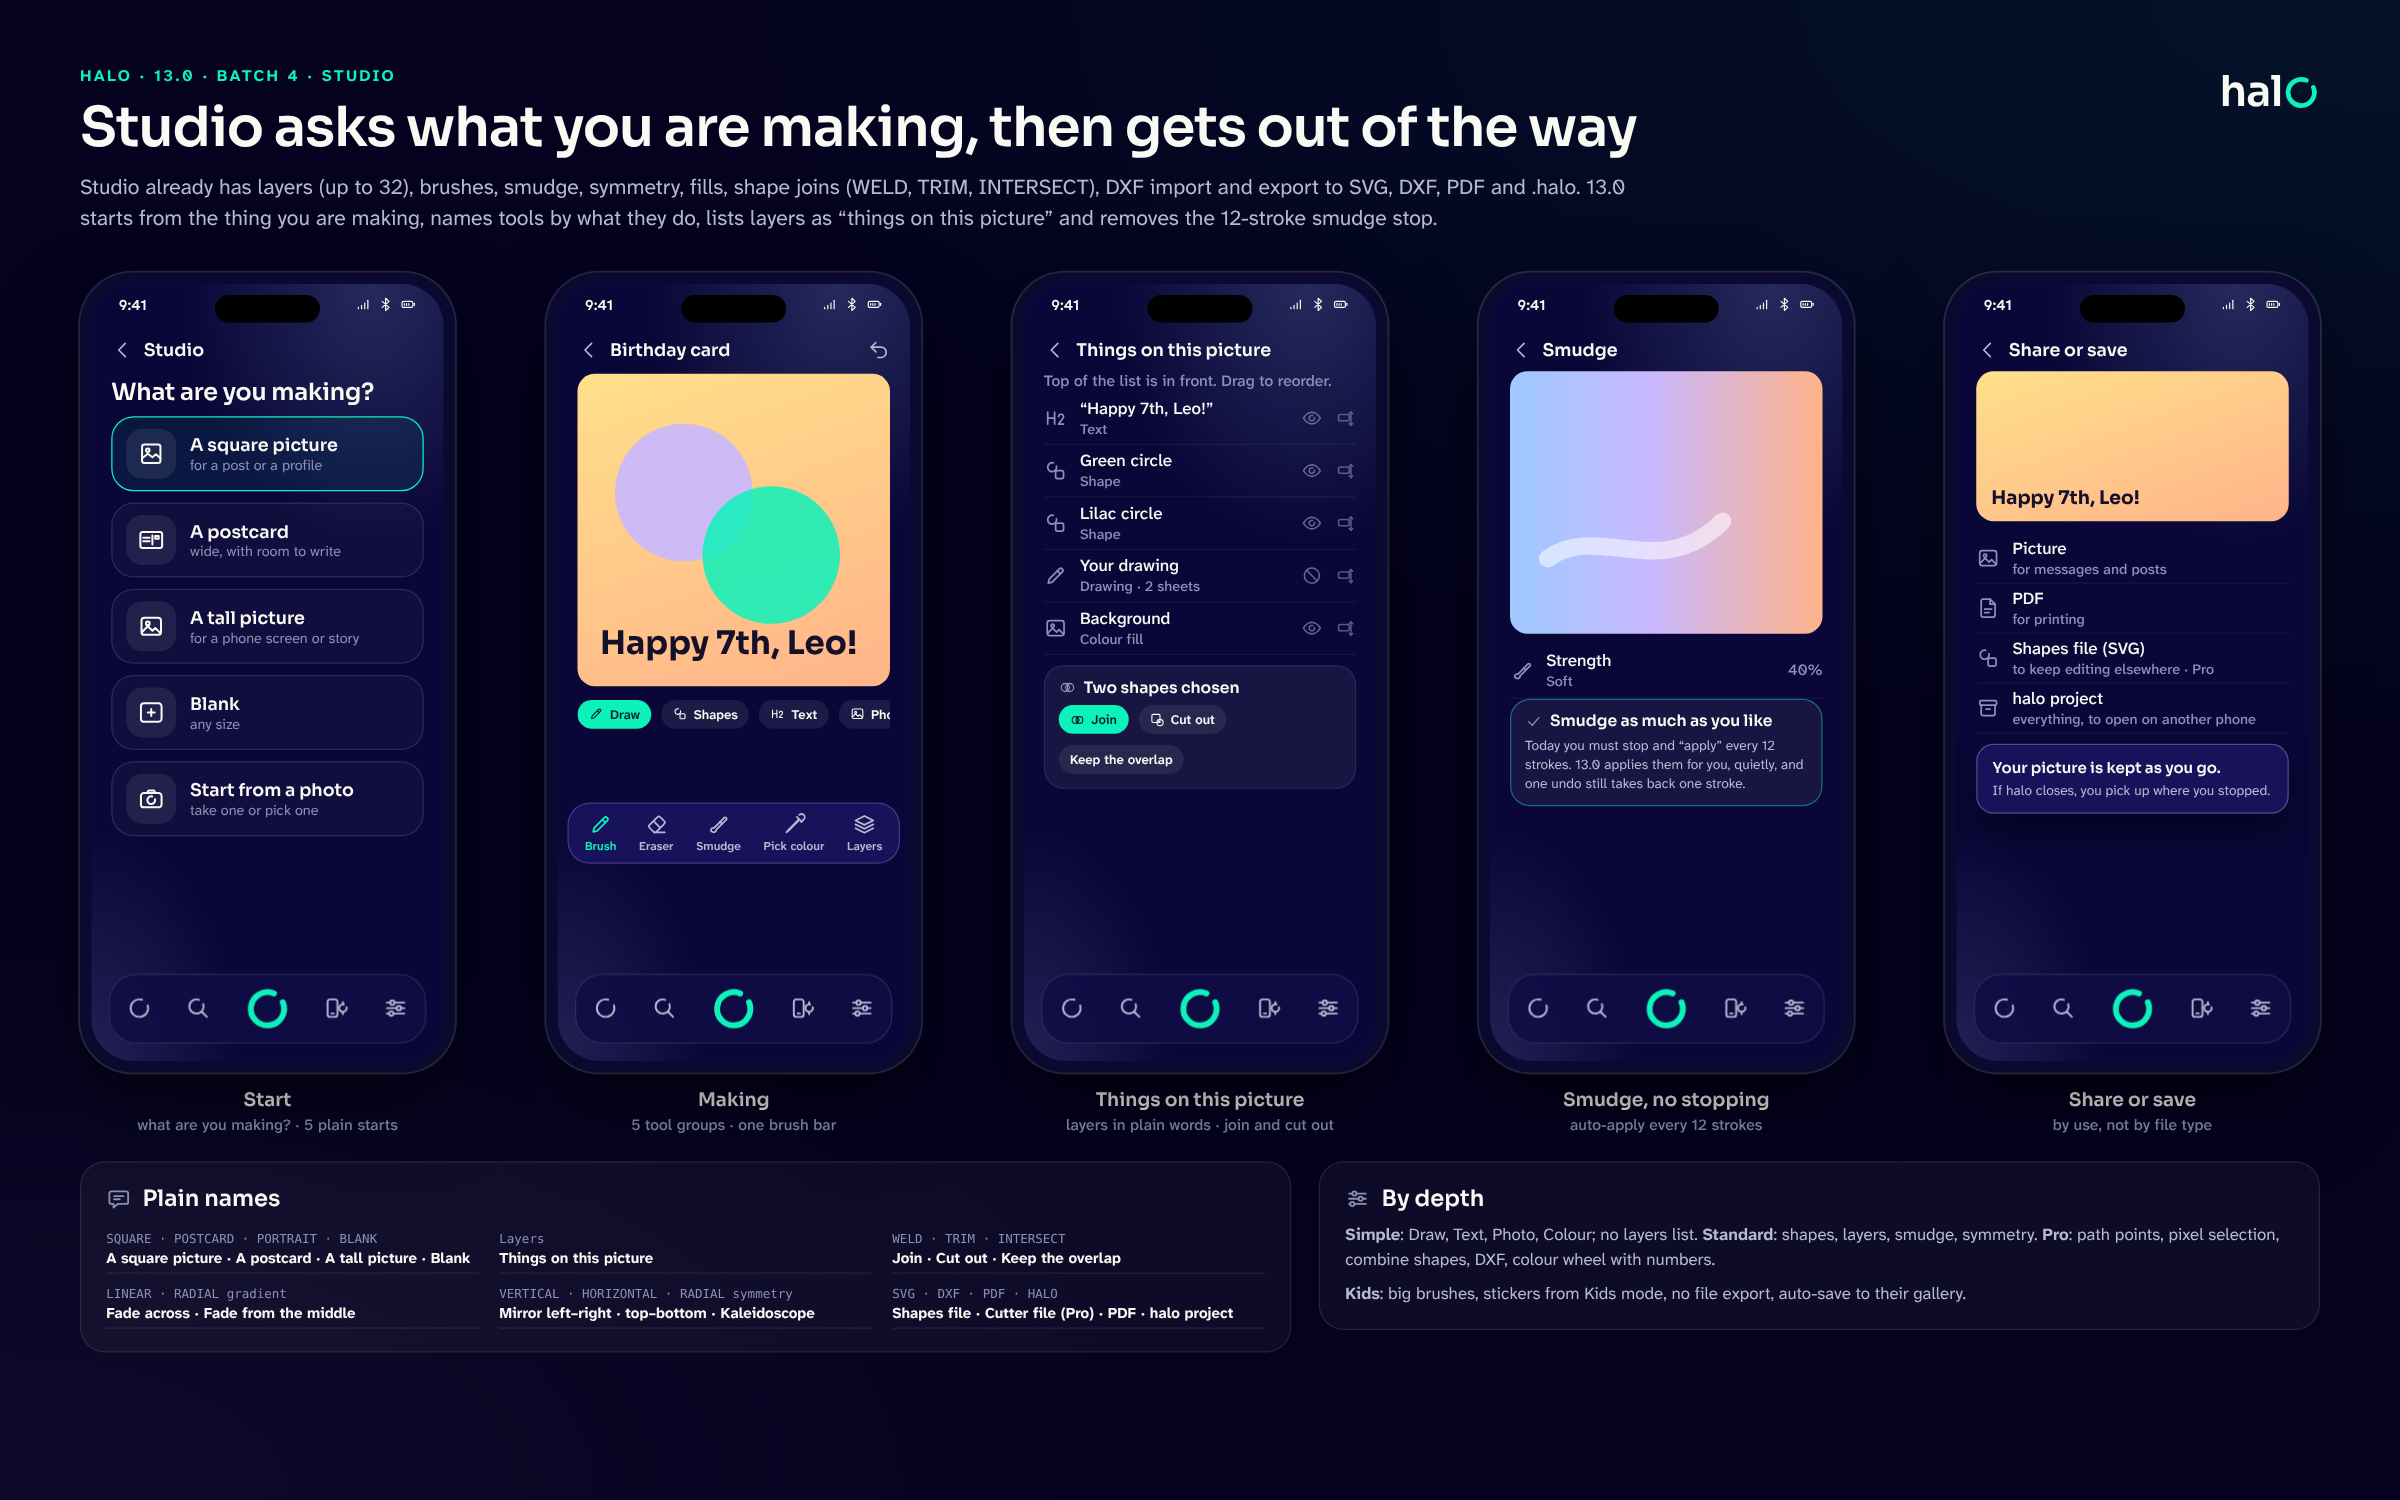 HALO · 13.0 · BATCH 4 · STUDIO
halo
Studio asks what you are making, then gets out of the way
Studio already has layers (up to 32), brushes, smudge, symmetry, fills, shape joins (WELD, TRIM, INTERSECT), DXF import and export to SVG, DXF, PDF and .halo. 13.0
starts from the thing you are making, names tools by what they do, lists layers as “things on this picture” and removes the 12-stroke smudge stop.
9:41
Studio
What are you making?
A square picture
for a post or a profile
A postcard
wide, with room to write
A tall picture
for a phone screen or story
Blank
any size
Start from a photo
take one or pick one
Start
what are you making? · 5 plain starts
9:41
Birthday card
Happy 7th, Leo!
Draw
Shapes
H2 Text
Pho
Brush
Eraser
Smudge
Pick colour
Layers
Making
5 tool groups · one brush bar
9:41
Things on this picture
Top of the list is in front. Drag to reorder.
H2 “Happy 7th, Leo!”
Text
Green circle
Shape
Lilac circle
Shape
Your drawing
Drawing · 2 sheets
Background
Colour fill
Two shapes chosen
Join
Cut out
Keep the overlap
Things on this picture
layers in plain words · join and cut out
9:41
Smudge
Strength
Soft
40%
Smudge as much as you like
Today you must stop and “apply” every 12
strokes. 13.0 applies them for you, quietly, and
one undo still takes back one stroke.
Smudge, no stopping
auto-apply every 12 strokes
9:41
Share or save
Happy 7th, Leo!
Picture
for messages and posts
PDF
for printing
Shapes file (SVG)
to keep editing elsewhere · Pro
halo project
everything, to open on another phone
Your picture is kept as you go.
If halo closes, you pick up where you stopped.
Share or save
by use, not by file type
Plain names
SQUARE · POSTCARD · PORTRAIT · BLANK
A square picture · A postcard · A tall picture · Blank
Layers
Things on this picture
WELD · TRIM · INTERSECT
Join · Cut out · Keep the overlap
LINEAR · RADIAL gradient
Fade across · Fade from the middle
VERTICAL · HORIZONTAL · RADIAL symmetry
Mirror left–right · top–bottom · Kaleidoscope
SVG · DXF · PDF · HALO
Shapes file · Cutter file (Pro) · PDF · halo project
By depth
Simple: Draw, Text, Photo, Colour; no layers list. Standard: shapes, layers, smudge, symmetry. Pro: path points, pixel selection,
combine shapes, DXF, colour wheel with numbers.
Kids: big brushes, stickers from Kids mode, no file export, auto-save to their gallery.